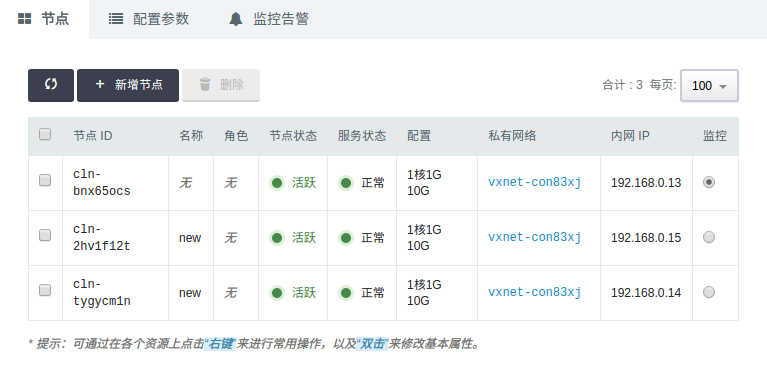 节点 配置参数 监控告警
+ 新增节点 删除 合计 : 3 每页: 100
节点 ID 名称 角色 节点状态 服务状态 配置 私有网络 内网 IP 监控
cln-
bnx65ocs 无 无 活跃 正常 1核1G
10G vxnet-con83xj 192.168.0.13
cln-
2hv1f12t new 无 活跃 正常 1核1G
10G vxnet-con83xj 192.168.0.15
cln-
tygycm1n new 无 活跃 正常 1核1G
10G vxnet-con83xj 192.168.0.14
* 提示：可通过在各个资源上点击“右键”来进行常用操作，以及“双击”来修改基本属性。